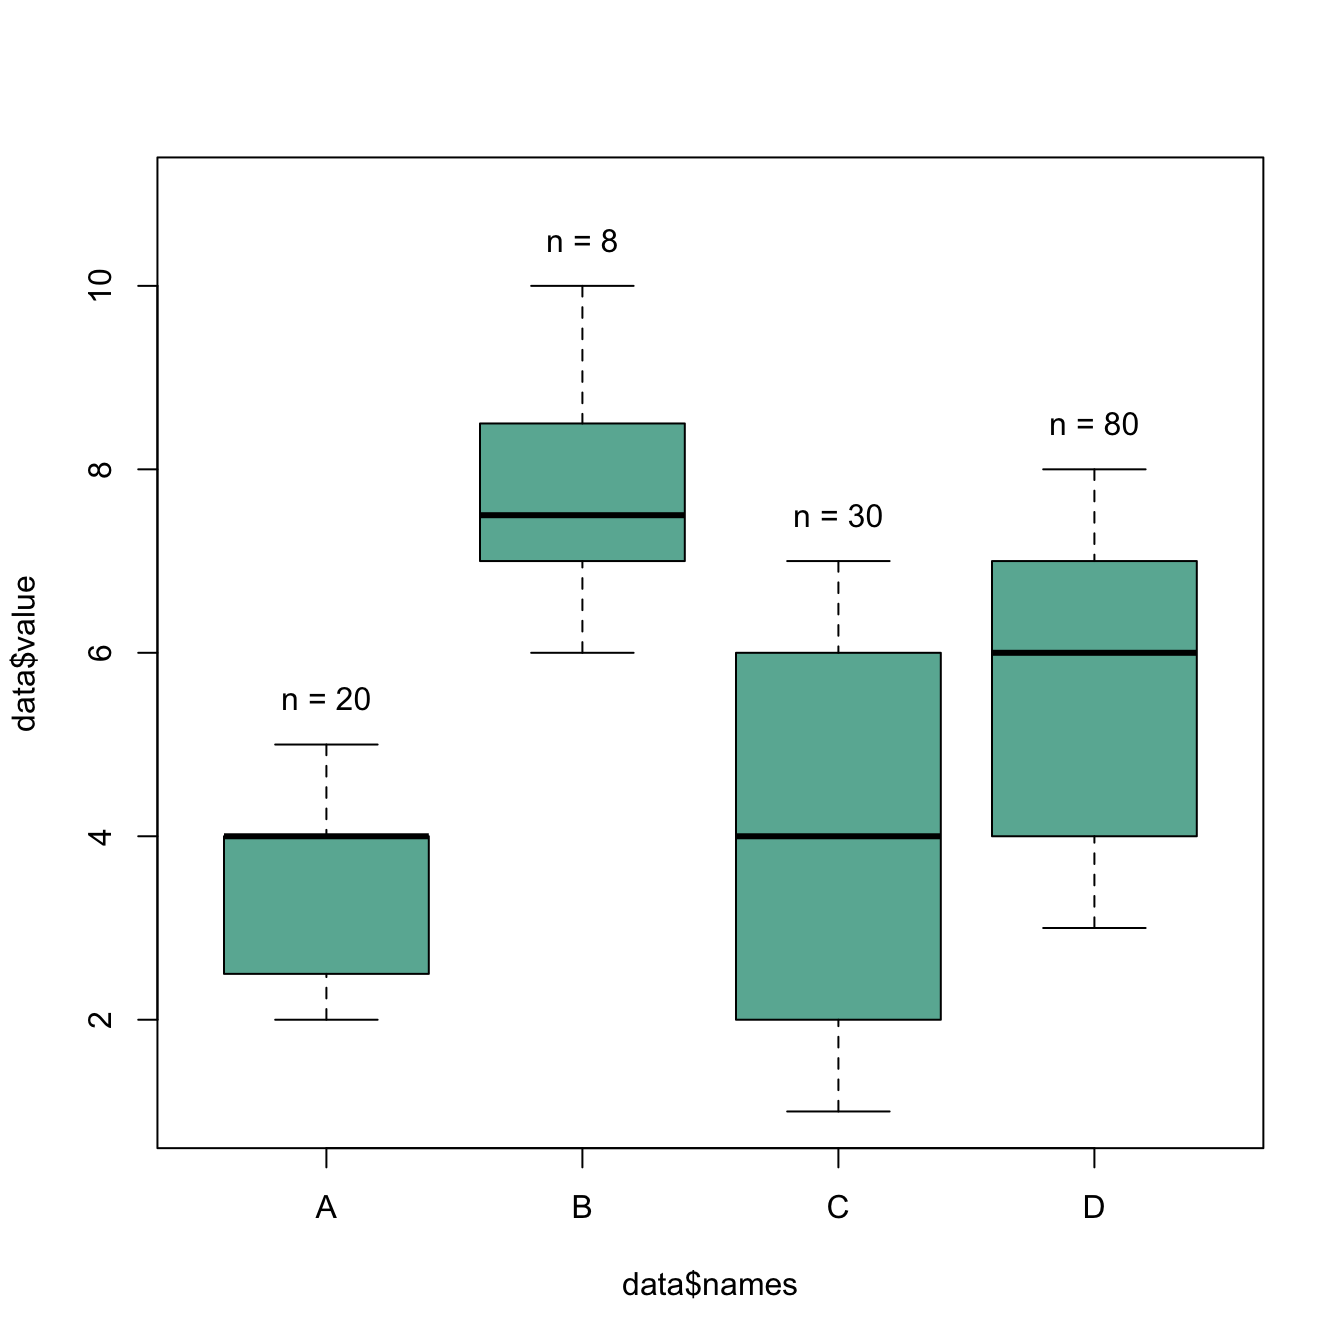 n = 8
n = 80
n = 30
n = 20
10
8
6
4
2
data$value
A B C D
data$names